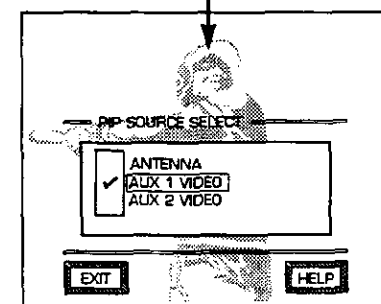 PIP SOURCE SELECT
ANTENNA
✓ AUX 1 VIDEO
AUX 2 VIDEO
EXIT HELP